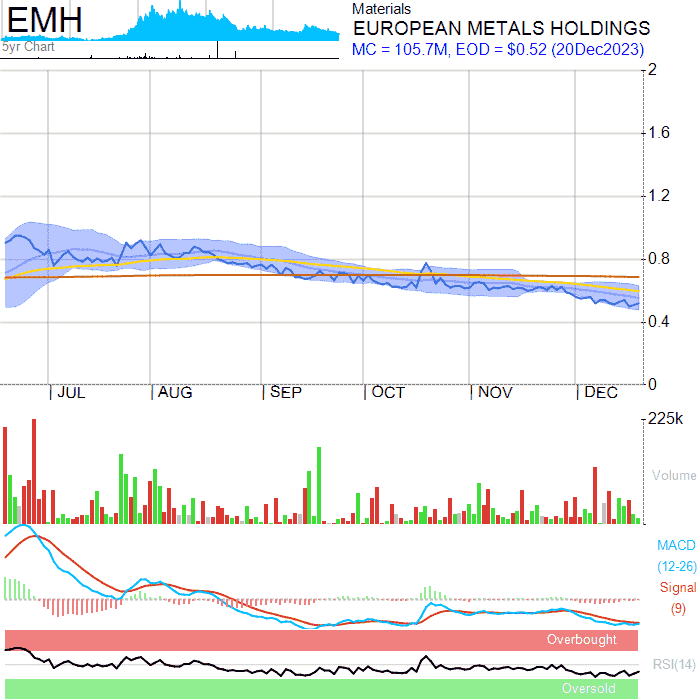 EMH
5yr Chart
Materials
EUROPEAN METALS HOLDINGS
MC = 105.7M, EOD = $0.52 (20Dec2023)
2
1.6
1.2
0.8
0.4
0
JUL AUG SEP OCT NOV DEC
225k
Volume
MACD
(12-26)
Signal
(9)
Overbought
RSI(14)
Oversold